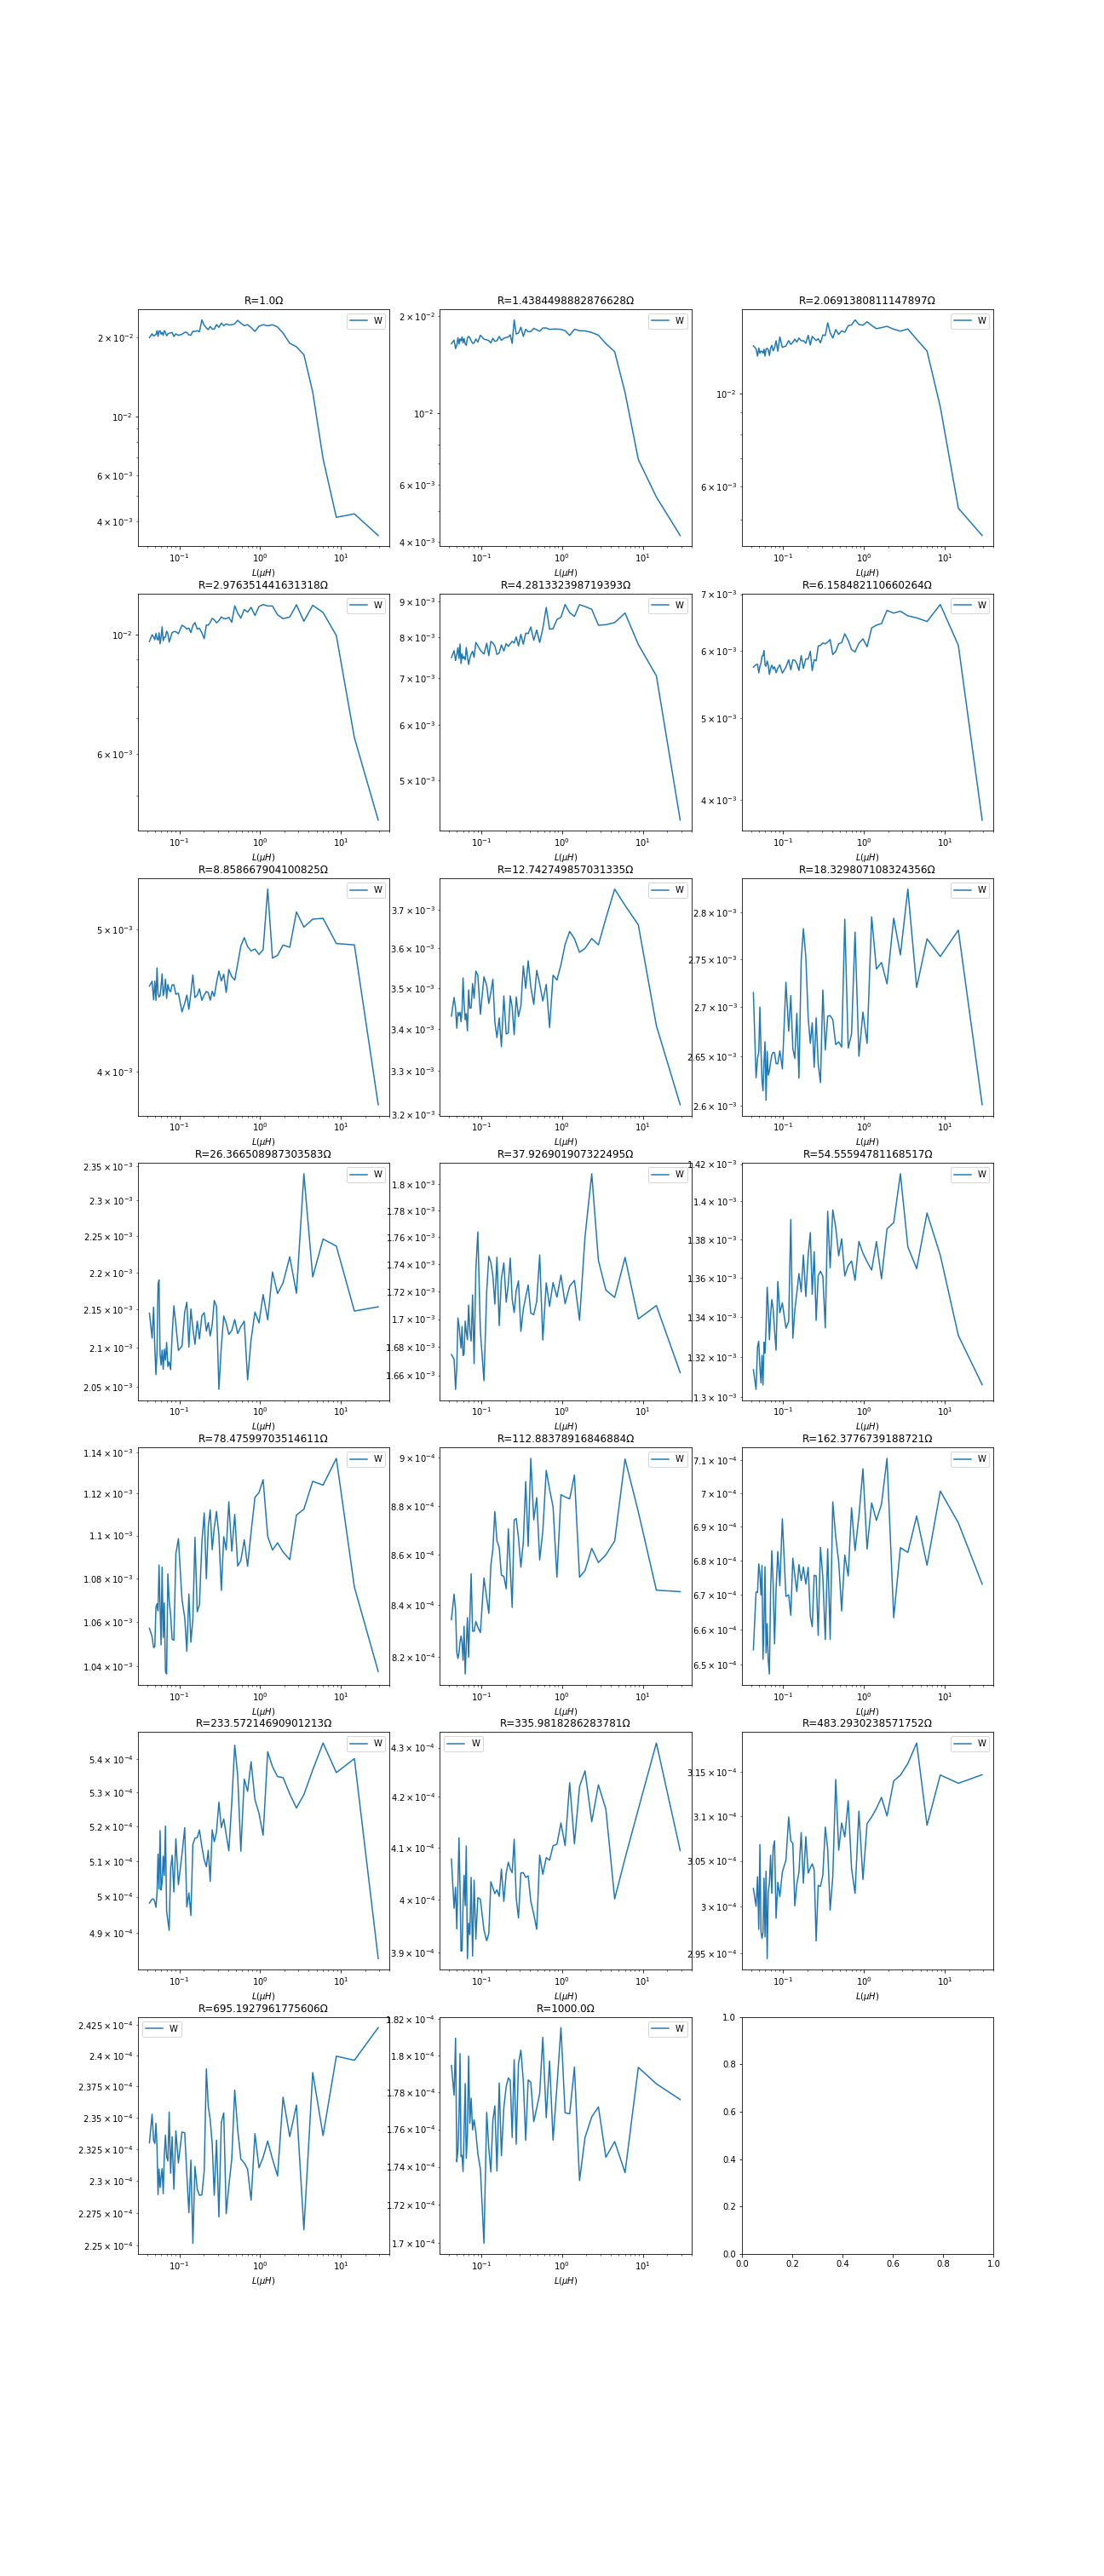 R=1.0Ω R=1.4384498882876628Ω R=2.0691380811147897Ω
W W W
2 × 10⁻² 2 × 10⁻²
10⁻² 10⁻² 10⁻²
6 × 10⁻³ 6 × 10⁻³ 6 × 10⁻³
4 × 10⁻³ 4 × 10⁻³
10⁻¹ 10⁰ 10¹ 10⁻¹ 10⁰ 10¹ 10⁻¹ 10⁰ 10¹
L(μH) L(μH) L(μH)
R=2.976351441631318Ω R=4.281332398719393Ω R=6.158482110660264Ω
W W W
9 × 10⁻³ 7 × 10⁻³
10⁻² 8 × 10⁻³ 6 × 10⁻³
7 × 10⁻³
6 × 10⁻³ 6 × 10⁻³ 5 × 10⁻³
5 × 10⁻³ 4 × 10⁻³
10⁻¹ 10⁰ 10¹ 10⁻¹ 10⁰ 10¹ 10⁻¹ 10⁰ 10¹
L(μH) L(μH) L(μH)
R=8.858667904100825Ω R=12.742749857031335Ω R=18.329807108324356Ω
W W W
5 × 10⁻³ 3.7 × 10⁻³ 2.8 × 10⁻³
3.6 × 10⁻³ 2.75 × 10⁻³
3.5 × 10⁻³ 2.7 × 10⁻³
3.4 × 10⁻³
4 × 10⁻³ 3.3 × 10⁻³ 2.65 × 10⁻³
3.2 × 10⁻³ 2.6 × 10⁻³
10⁻¹ 10⁰ 10¹ 10⁻¹ 10⁰ 10¹ 10⁻¹ 10⁰ 10¹
L(μH) L(μH) L(μH)
R=26.366508987303583Ω R=37.926901907322495Ω R=54.55594781168517Ω
W W W
2.35 × 10⁻³ 1.8 × 10⁻³ 1.42 × 10⁻³
2.3 × 10⁻³ 1.78 × 10⁻³ 1.4 × 10⁻³
2.25 × 10⁻³ 1.76 × 10⁻³ 1.38 × 10⁻³
2.2 × 10⁻³ 1.74 × 10⁻³ 1.36 × 10⁻³
2.15 × 10⁻³ 1.72 × 10⁻³ 1.34 × 10⁻³
2.1 × 10⁻³ 1.7 × 10⁻³ 1.32 × 10⁻³
2.05 × 10⁻³ 1.68 × 10⁻³ 1.3 × 10⁻³
1.66 × 10⁻³
10⁻¹ 10⁰ 10¹ 10⁻¹ 10⁰ 10¹ 10⁻¹ 10⁰ 10¹
L(μH) L(μH) L(μH)
R=78.47599703514611Ω R=112.88378916846884Ω R=162.3776739188721Ω
W W W
1.14 × 10⁻³ 9 × 10⁻⁴ 7.1 × 10⁻⁴
1.12 × 10⁻³ 8.8 × 10⁻⁴ 7 × 10⁻⁴
1.1 × 10⁻³ 6.9 × 10⁻⁴
1.08 × 10⁻³ 8.6 × 10⁻⁴ 6.8 × 10⁻⁴
1.06 × 10⁻³ 8.4 × 10⁻⁴ 6.7 × 10⁻⁴
1.04 × 10⁻³ 8.2 × 10⁻⁴ 6.6 × 10⁻⁴
6.5 × 10⁻⁴
10⁻¹ 10⁰ 10¹ 10⁻¹ 10⁰ 10¹ 10⁻¹ 10⁰ 10¹
L(μH) L(μH) L(μH)
R=233.57214690901213Ω R=335.9818286283781Ω R=483.2930238571752Ω
W W W
5.4 × 10⁻⁴ 4.3 × 10⁻⁴ 3.15 × 10⁻⁴
5.3 × 10⁻⁴ 4.2 × 10⁻⁴ 3.1 × 10⁻⁴
5.2 × 10⁻⁴ 4.1 × 10⁻⁴ 3.05 × 10⁻⁴
5.1 × 10⁻⁴ 4 × 10⁻⁴ 3 × 10⁻⁴
5 × 10⁻⁴ 3.9 × 10⁻⁴ 2.95 × 10⁻⁴
4.9 × 10⁻⁴
10⁻¹ 10⁰ 10¹ 10⁻¹ 10⁰ 10¹ 10⁻¹ 10⁰ 10¹
L(μH) L(μH) L(μH)
R=695.1927961775606Ω R=1000.0Ω
W W
2.425 × 10⁻⁴ 1.82 × 10⁻⁴ 1.0
2.4 × 10⁻⁴ 1.8 × 10⁻⁴ 0.8
2.375 × 10⁻⁴ 1.78 × 10⁻⁴ 0.6
2.35 × 10⁻⁴ 1.76 × 10⁻⁴ 0.4
2.325 × 10⁻⁴ 1.74 × 10⁻⁴ 0.2
2.3 × 10⁻⁴ 1.72 × 10⁻⁴ 0.0
2.275 × 10⁻⁴ 1.7 × 10⁻⁴
2.25 × 10⁻⁴
10⁻¹ 10⁰ 10¹ 10⁻¹ 10⁰ 10¹ 0.0 0.2 0.4 0.6 0.8 1.0
L(μH) L(μH)